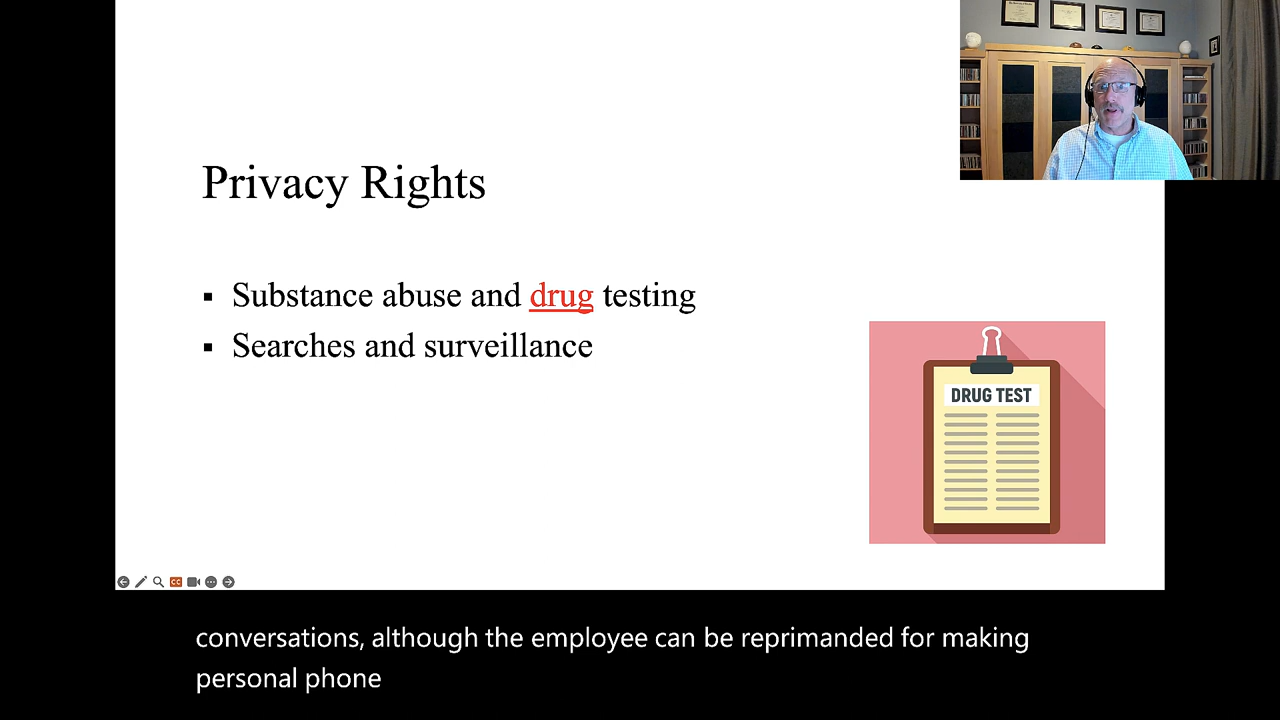 Privacy Rights
▪ Substance abuse and drug testing
▪ Searches and surveillance
DRUG TEST
CC
conversations, although the employee can be reprimanded for making
personal phone